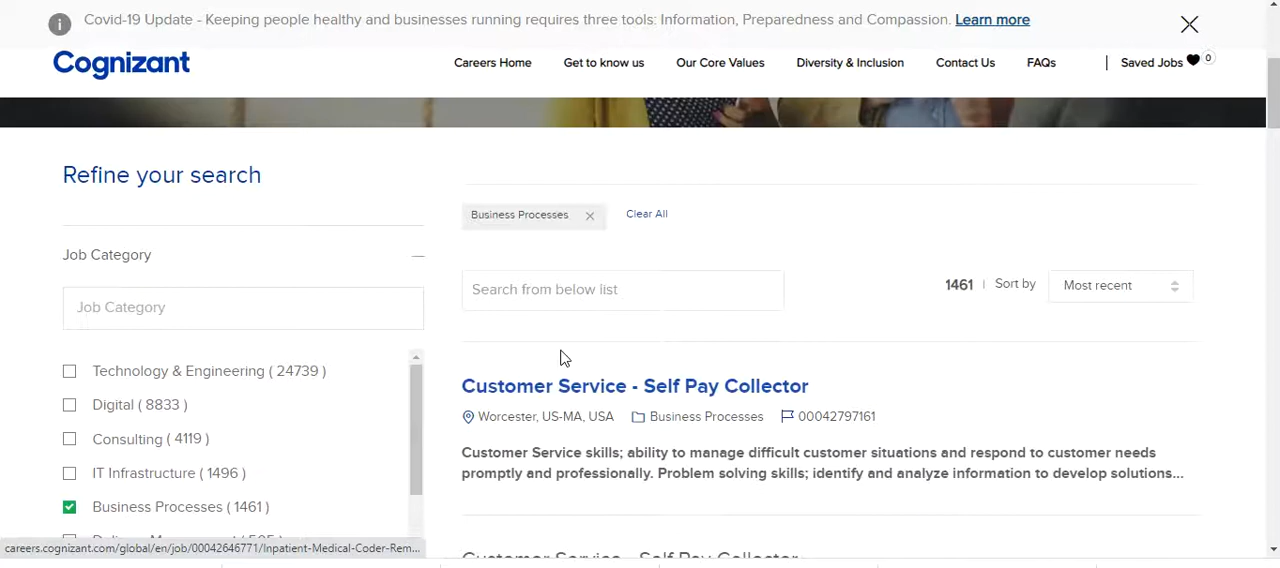 Covid-19 Update - Keeping people healthy and businesses running requires three tools: Information, Preparedness and Compassion. Learn more
Cognizant
Careers Home
Get to know us
Our Core Values
Diversity & Inclusion
Contact Us
FAQs
Saved Jobs
0
Refine your search
Job Category
Job Category
Technology & Engineering ( 24739 )
Digital ( 8833 )
Consulting ( 4119 )
IT Infrastructure ( 1496 )
Business Processes ( 1461 )
Business Processes
Clear All
Search from below list
1461 | Sort by
Most recent
Customer Service - Self Pay Collector
Worcester, US-MA, USA
Business Processes
00042797161
Customer Service skills; ability to manage difficult customer situations and respond to customer needs
promptly and professionally. Problem solving skills; identify and analyze information to develop solutions...
Customer Service - Self Pay Collector
careers.cognizant.com/global/en/job/00042646771/Inpatient-Medical-Coder-Rem...